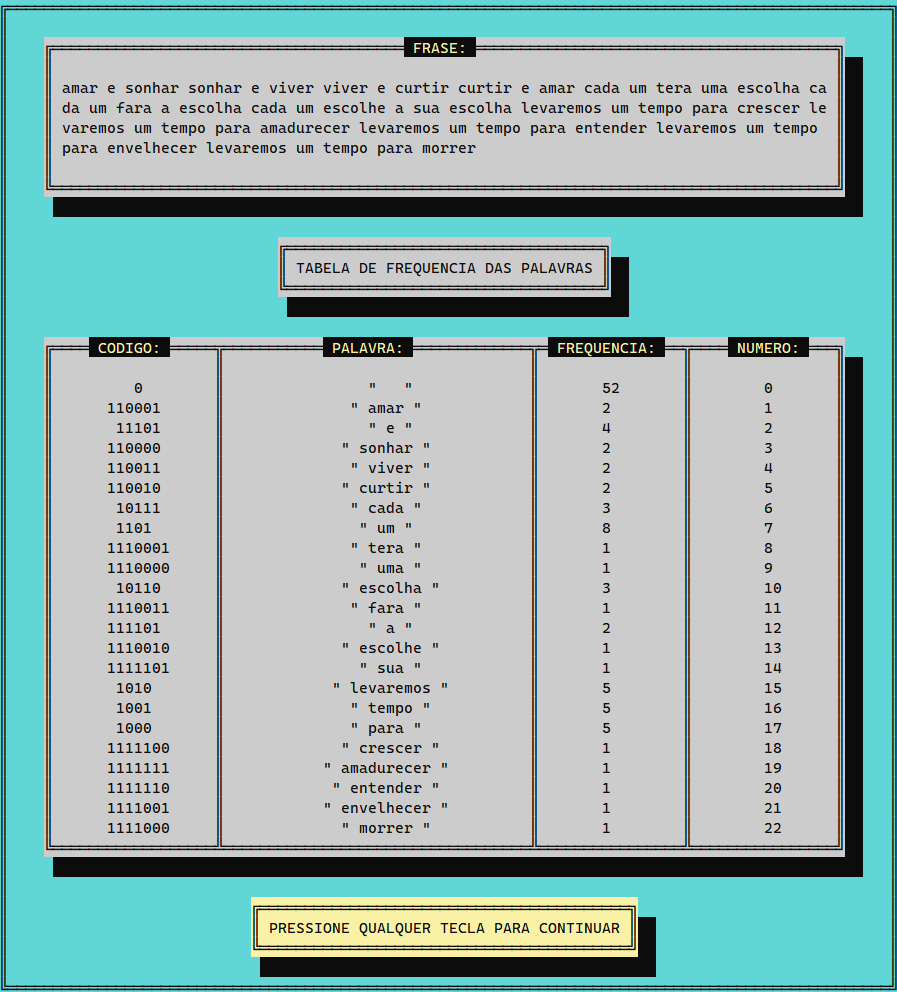 FRASE:
amar e sonhar sonhar e viver viver e curtir curtir e amar cada um tera uma escolha ca
da um fara a escolha cada um escolhe a sua escolha levaremos um tempo para crescer le
varemos um tempo para amadurecer levaremos um tempo para entender levaremos um tempo
para envelhecer levaremos um tempo para morrer
TABELA DE FREQUENCIA DAS PALAVRAS
CODIGO: PALAVRA: FREQUENCIA: NUMERO:
0 " " 52 0
110001 " amar " 2 1
11101 " e " 4 2
110000 " sonhar " 2 3
110011 " viver " 2 4
110010 " curtir " 2 5
10111 " cada " 3 6
1101 " um " 8 7
1110001 " tera " 1 8
1110000 " uma " 1 9
10110 " escolha " 3 10
1110011 " fara " 1 11
111101 " a " 2 12
1110010 " escolhe " 1 13
1111101 " sua " 1 14
1010 " levaremos " 5 15
1001 " tempo " 5 16
1000 " para " 5 17
1111100 " crescer " 1 18
1111111 " amadurecer " 1 19
1111110 " entender " 1 20
1111001 " envelhecer " 1 21
1111000 " morrer " 1 22
PRESSIONE QUALQUER TECLA PARA CONTINUAR